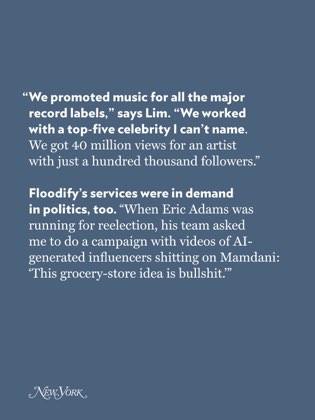 “We promoted music for all the major
record labels,” says Lim. “We worked
with a top-five celebrity I can’t name.
We got 40 million views for an artist
with just a hundred thousand followers.”
Floodify’s services were in demand
in politics, too. “When Eric Adams was
running for reelection, his team asked
me to do a campaign with videos of AI-
generated influencers shitting on Mamdani:
‘This grocery-store idea is bullshit.’”
NEW YORK